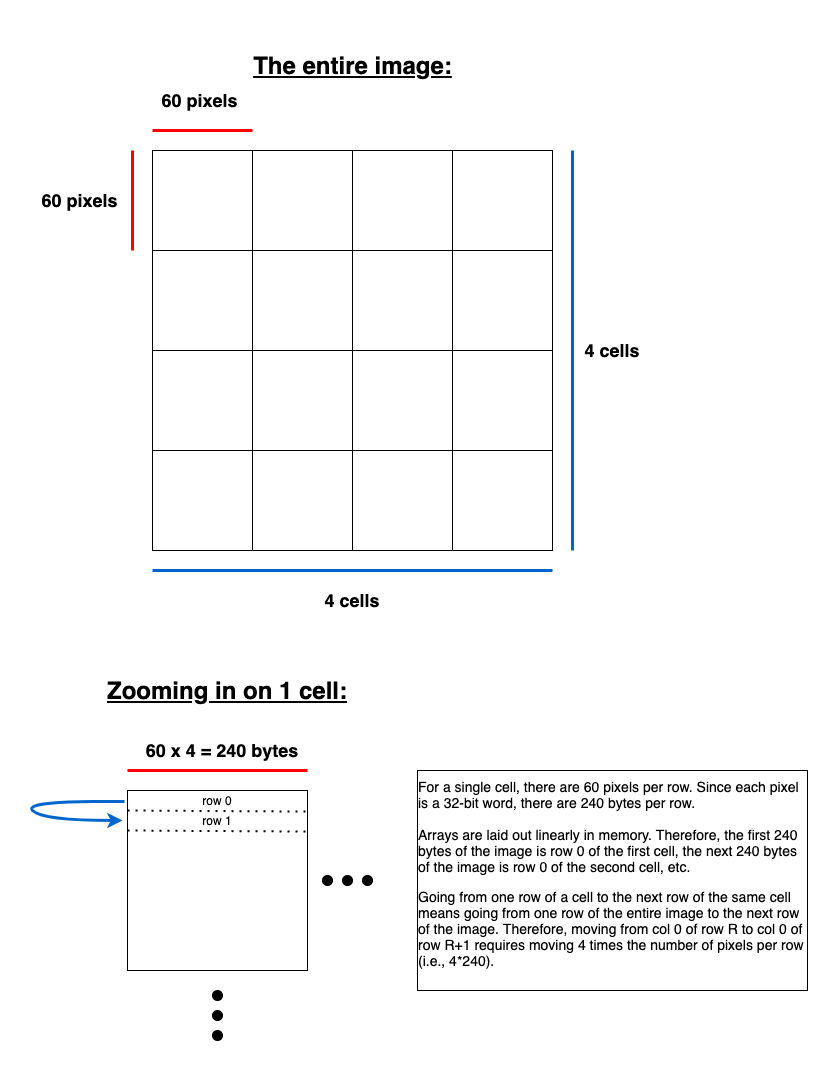 The entire image:
60 pixels
60 pixels
4 cells
4 cells
Zooming in on 1 cell:
60 x 4 = 240 bytes
row 0
row 1
For a single cell, there are 60 pixels per row. Since each pixel
is a 32-bit word, there are 240 bytes per row.
Arrays are laid out linearly in memory. Therefore, the first 240
bytes of the image is row 0 of the first cell, the next 240 bytes
of the image is row 0 of the second cell, etc.
Going from one row of a cell to the next row of the same cell
means going from one row of the entire image to the next row
of the image. Therefore, moving from col 0 of row R to col 0 of
row R+1 requires moving 4 times the number of pixels per row
(i.e., 4*240).